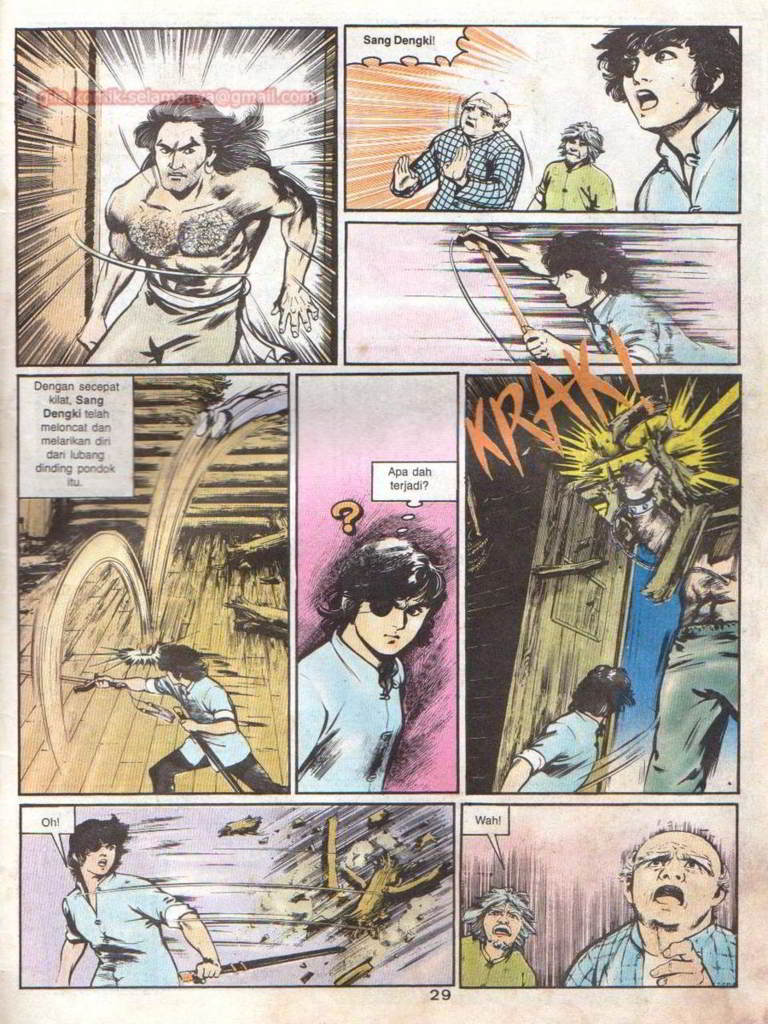 gila.komik.selamanya@gmail.com
Sang Dengki!
Dengan secepat
kilat, Sang
Dengki telah
meloncat dan
melarikan diri
dari lubang
dinding pondok
itu.
?
Apa dah
terjadi?
KRAK!
Oh!
Wah!
29